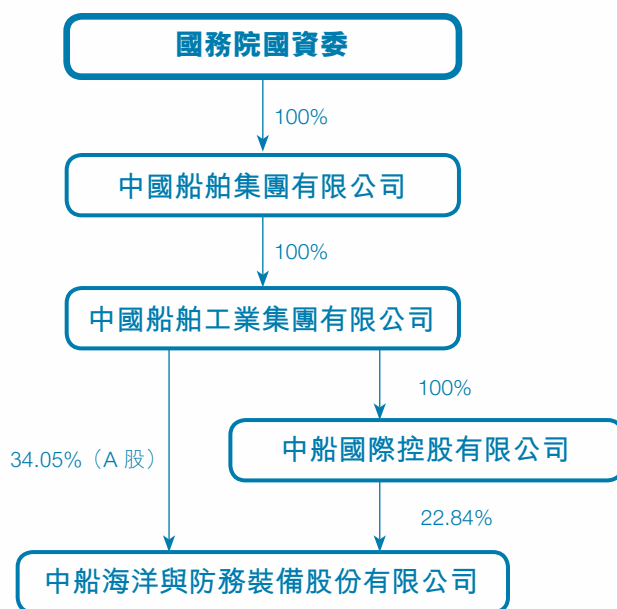 國務院國資委
100%
中國船舶集團有限公司
100%
中國船舶工業集團有限公司
100%
34.05%（A 股）
中船國際控股有限公司
22.84%
中船海洋與防務裝備股份有限公司